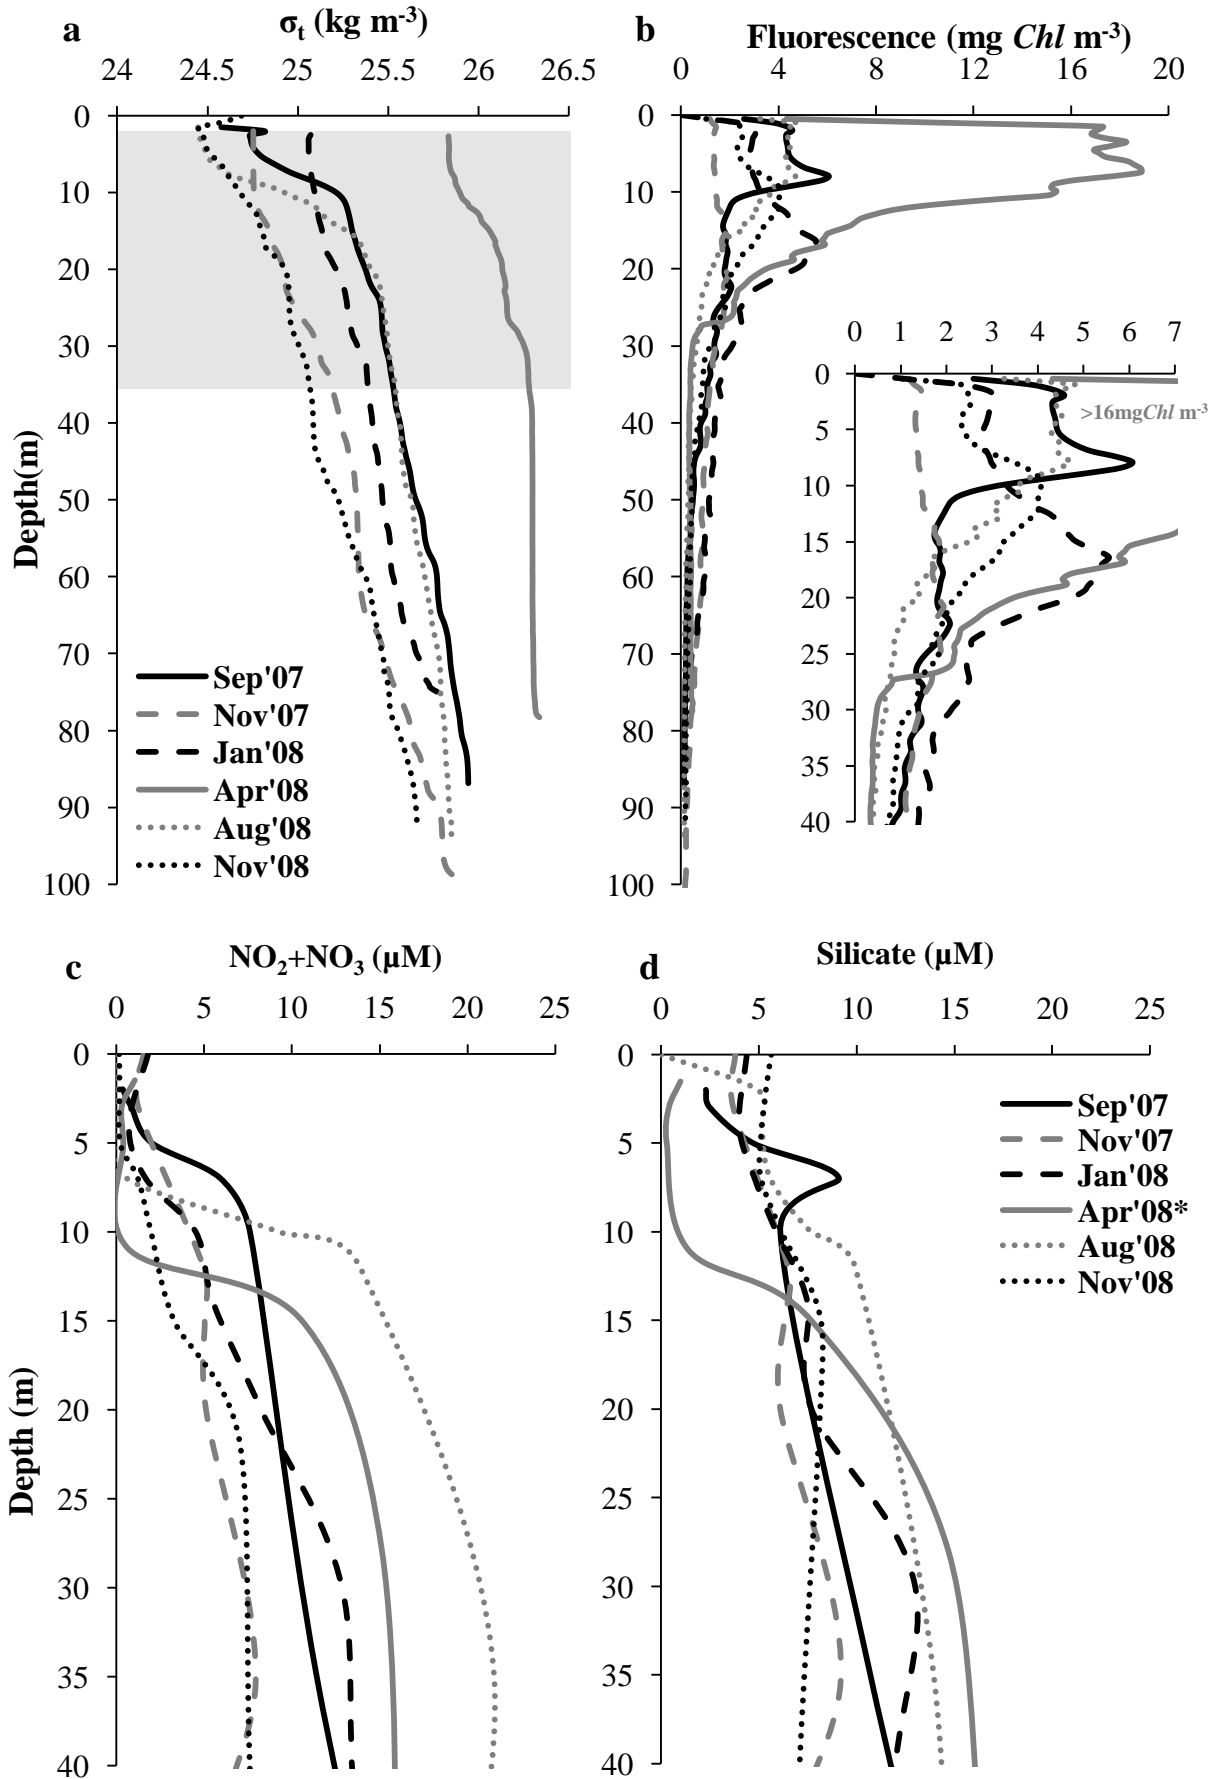 a
σt (kg m-3)
24 24.5 25 25.5 26 26.5
0
10
20
30
40
50
60
70
80
90
100
Depth(m)
Sep'07
Nov'07
Jan'08
Apr'08
Aug'08
Nov'08
b
Fluorescence (mg Chl m-3)
0 4 8 12 16 20
0
10
20
30
40
50
60
70
80
90
100
0 1 2 3 4 5 6 7
0
5
10
15
20
25
30
35
40
>16mgChl m-3
c
NO2+NO3 (μM)
0 5 10 15 20 25
0
5
10
15
20
25
30
35
40
Depth (m)
d
Silicate (μM)
0 5 10 15 20 25
0
5
10
15
20
25
30
35
40
Sep'07
Nov'07
Jan'08
Apr'08*
Aug'08
Nov'08